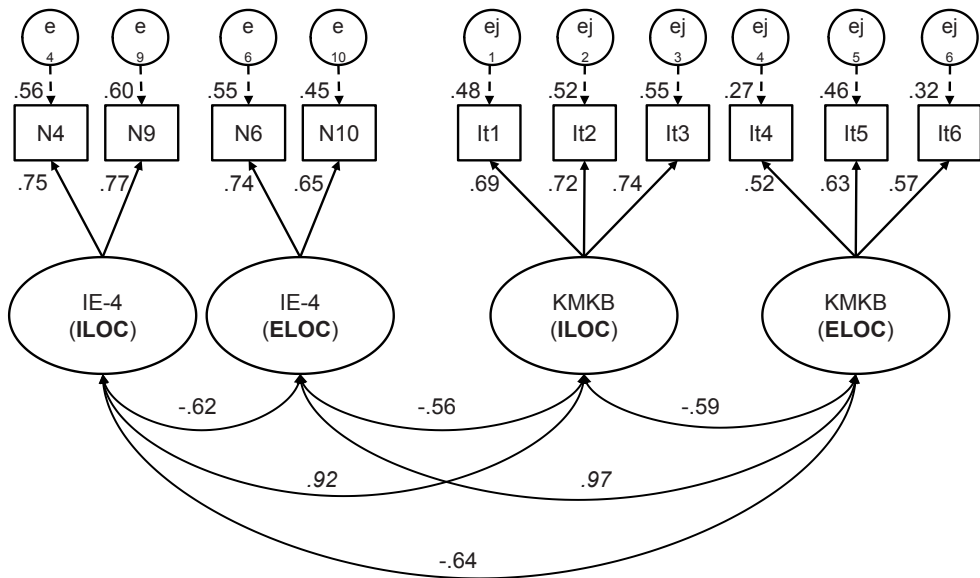 e e e e ej ej ej ej ej ej
4 9 6 10 1 2 3 4 5 6
.56 .60 .55 .45 .48 .52 .55 .27 .46 .32
N4 N9 N6 N10 It1 It2 It3 It4 It5 It6
.75 .77 .74 .65 .69 .72 .74 .52 .63 .57
IE-4 IE-4 KMKB KMKB
(ILOC) (ELOC) (ILOC) (ELOC)
-.62 -.56 -.59
.92 .97
-.64